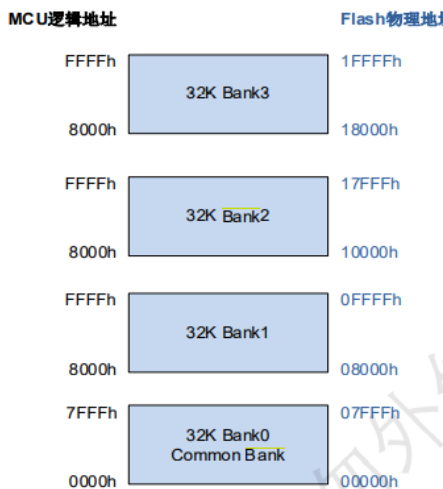 MCU逻辑地址 Flash物理地
FFFFh 1FFFFh
32K Bank3
8000h 18000h
FFFFh 17FFFh
32K Bank2
8000h 10000h
FFFFh 0FFFFh
32K Bank1
8000h 08000h
7FFFh 07FFFh
32K Bank0
Common Bank
0000h 00000h